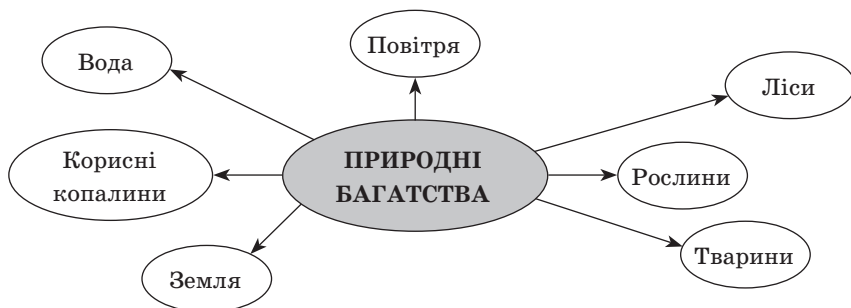 Повітря
Вода
Ліси
ПРИРОДНІ
БАГАТСТВА
Корисні
копалини
Рослини
Тварини
Земля